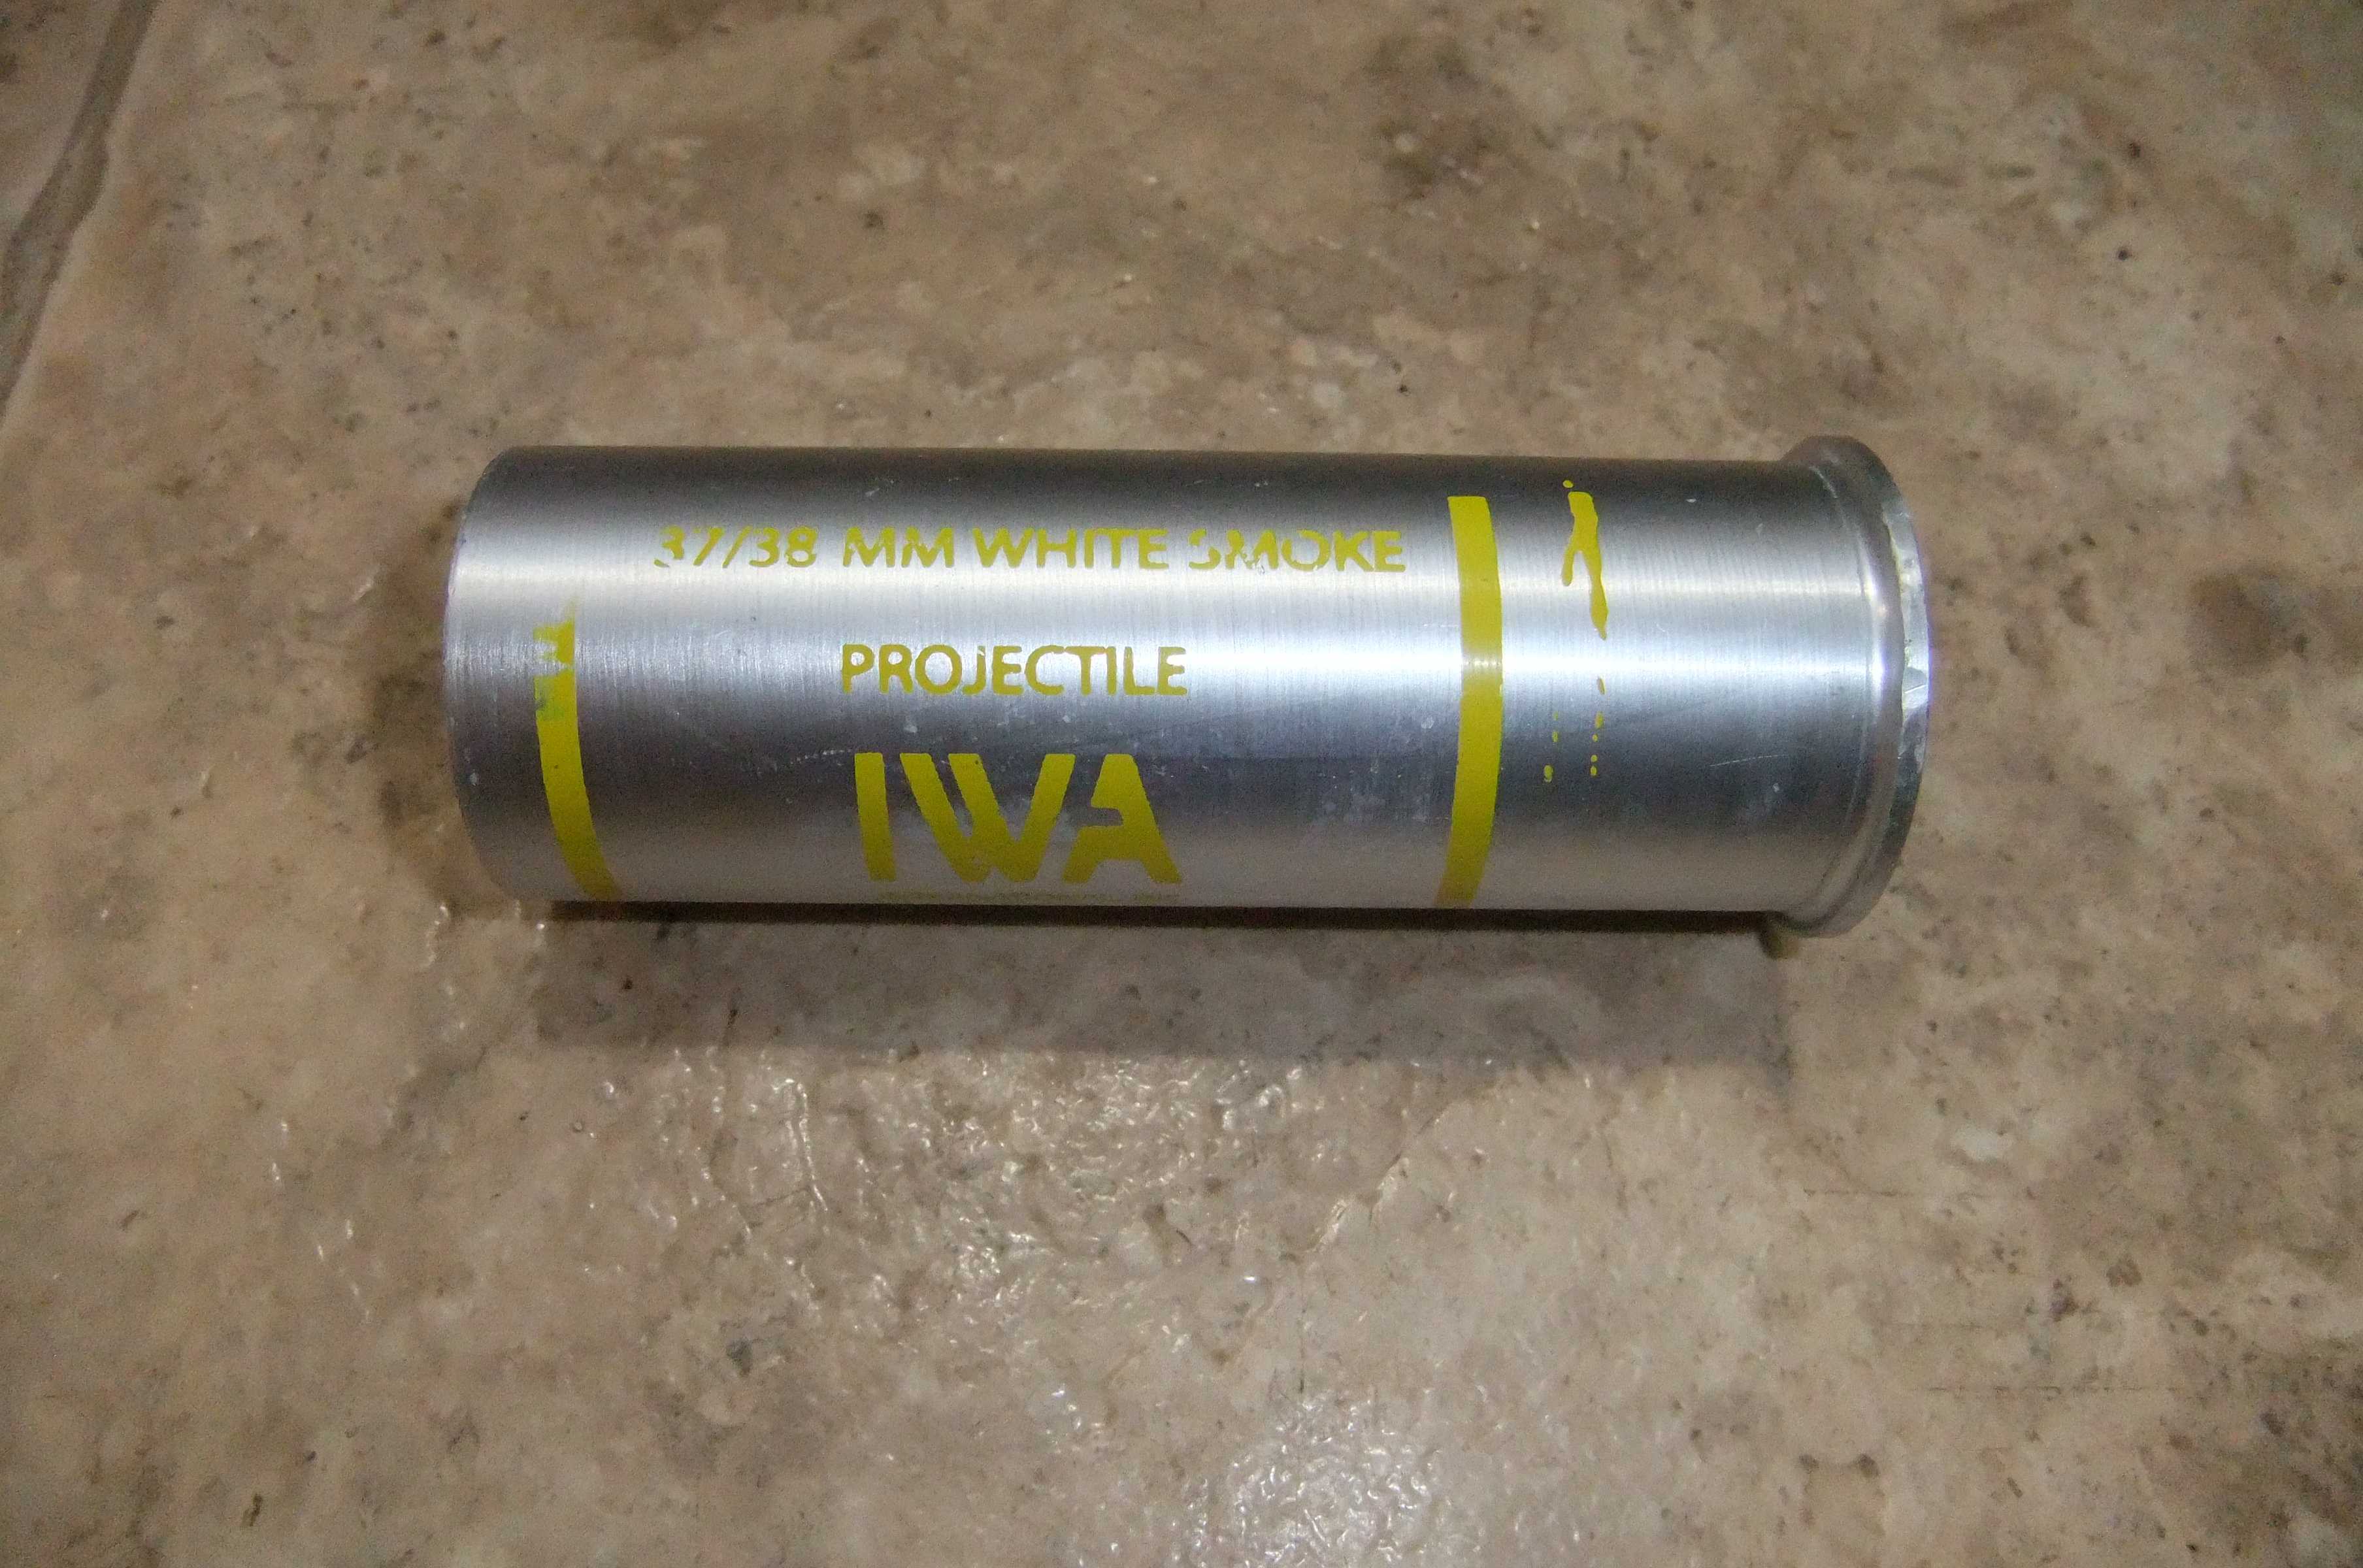 37/38 MM WHITE SMOKE
PROJECTILE
IWA